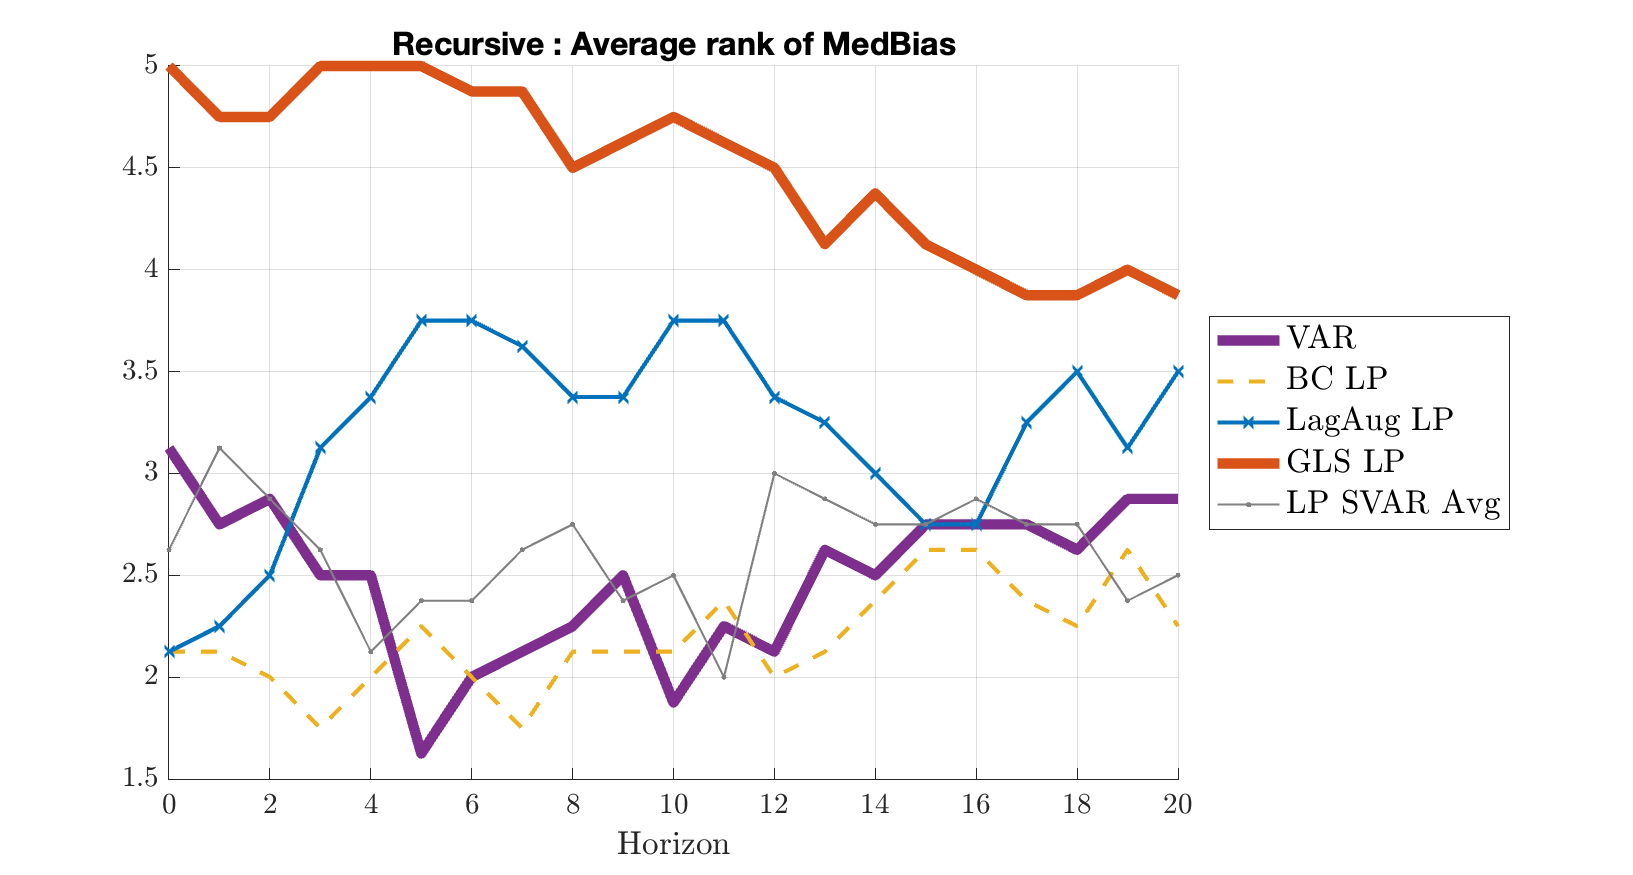 Recursive : Average rank of MedBias
5
4.5
4
3.5
3
2.5
2
1.5
0 2 4 6 8 10 12 14 16 18 20
Horizon
VAR
BC LP
LagAug LP
GLS LP
LP SVAR Avg